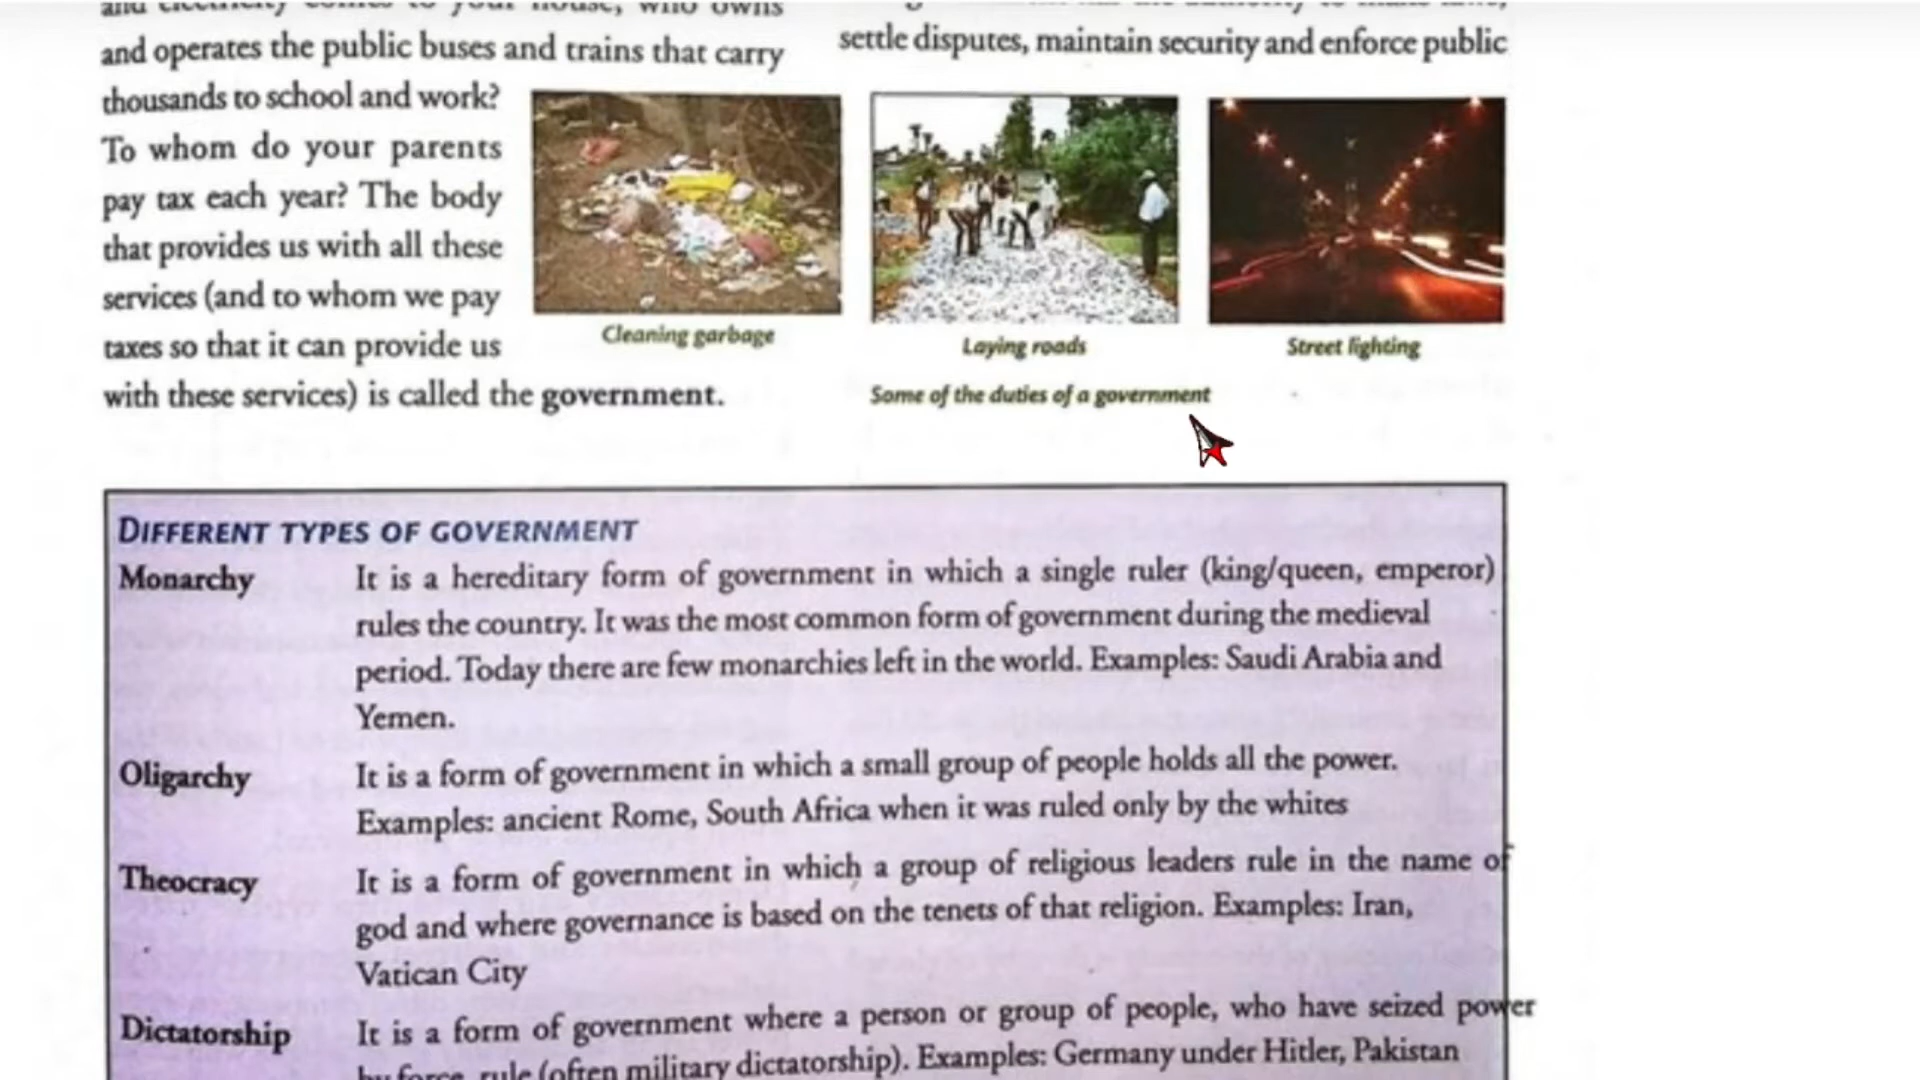 and electricity comes to your house, who owns
and operates the public buses and trains that carry
thousands to school and work?
To whom do your parents
pay tax each year? The body
that provides us with all these
services (and to whom we pay
taxes so that it can provide us
with these services) is called the government.
settle disputes, maintain security and enforce public
Cleaning garbage
Laying roads
Street lighting
Some of the duties of a government
DIFFERENT TYPES OF GOVERNMENT
Monarchy It is a hereditary form of government in which a single ruler (king/queen, emperor)
rules the country. It was the most common form of government during the medieval
period. Today there are few monarchies left in the world. Examples: Saudi Arabia and
Yemen.
Oligarchy It is a form of government in which a small group of people holds all the power.
Examples: ancient Rome, South Africa when it was ruled only by the whites
Theocracy It is a form of government in which a group of religious leaders rule in the name of
god and where governance is based on the tenets of that religion. Examples: Iran,
Vatican City
Dictatorship It is a form of government where a person or group of people, who have seized power
by force, rule (often military dictatorship). Examples: Germany under Hitler, Pakistan